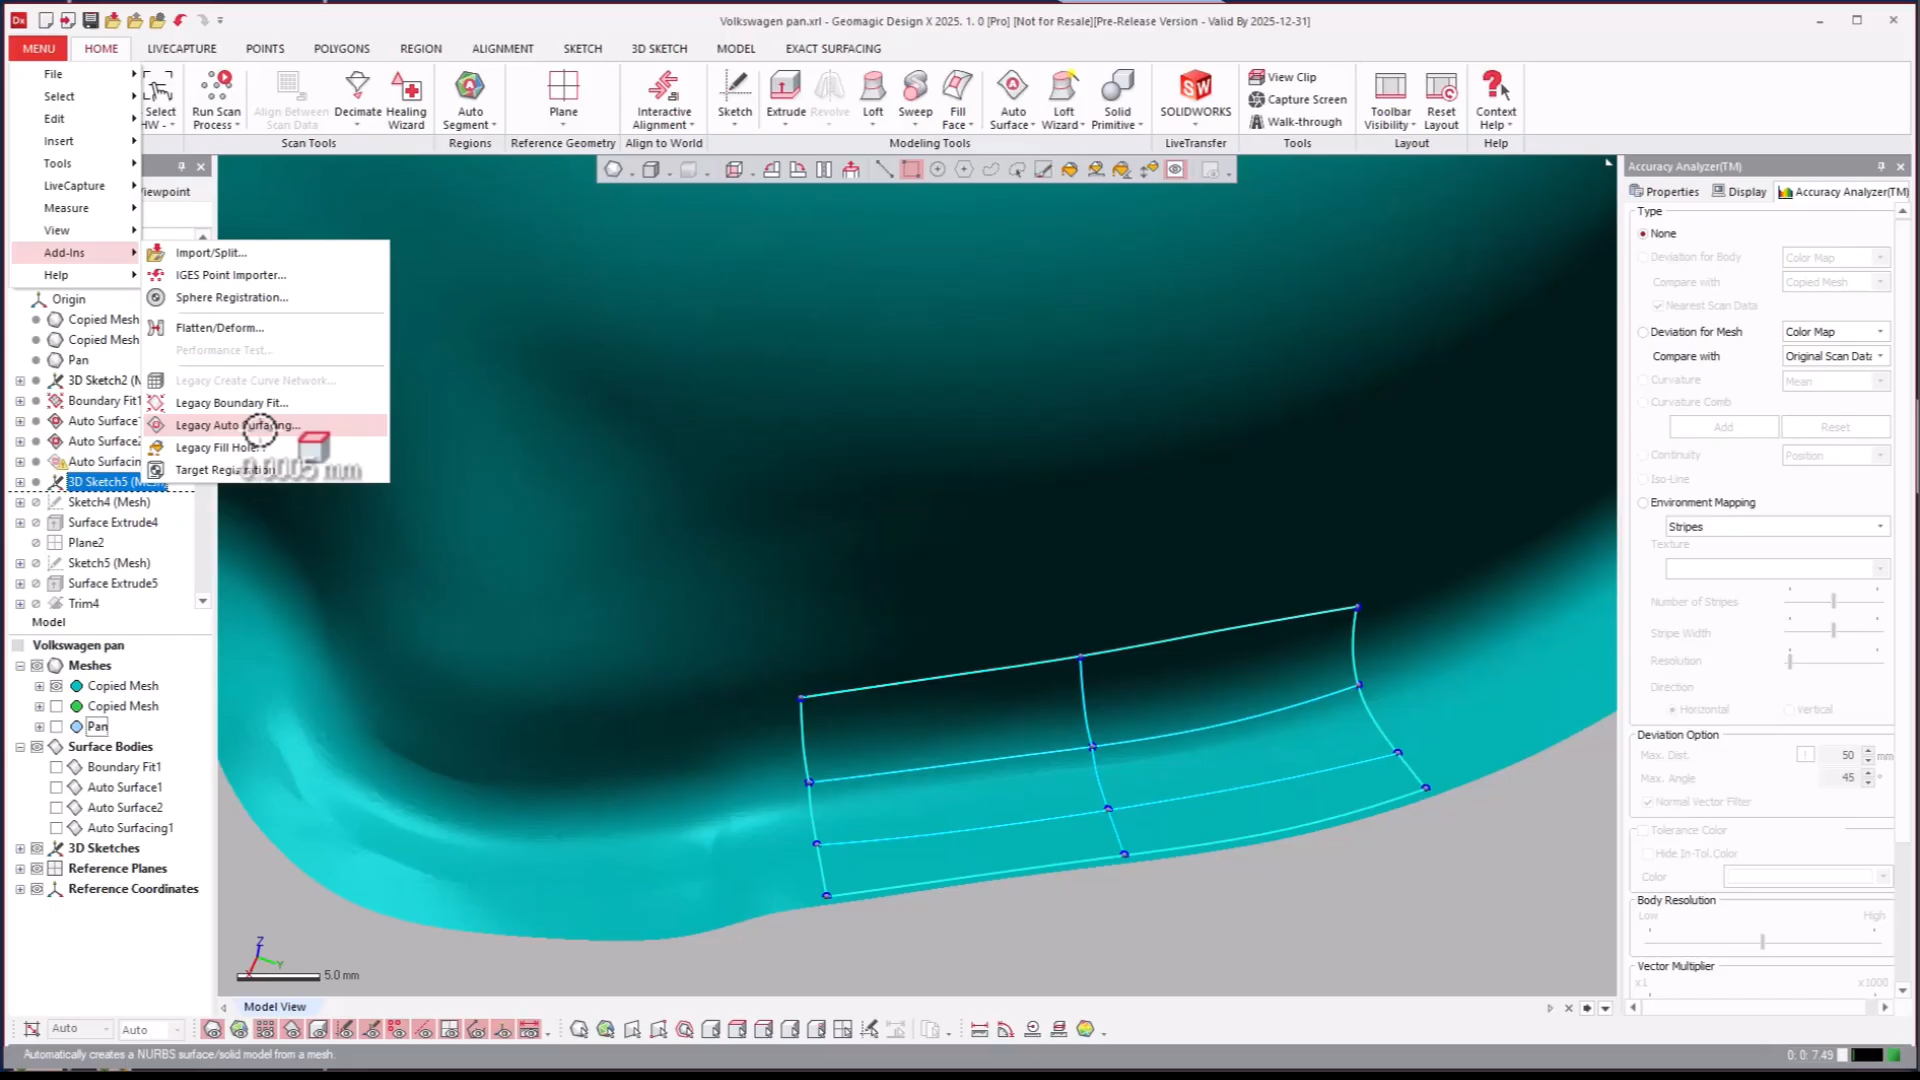 Volkswagen pan.xrl - Geomagic Design X 2025. 1. 0 [Pro] [Not for Resale][Pre-Release Version - Valid By 2025-12-31]
MENU HOME LIVECAPTURE POINTS POLYGONS REGION ALIGNMENT SKETCH 3D SKETCH MODEL EXACT SURFACING
File
Select
Edit
Insert
Tools
LiveCapture
Measure
View
Add-Ins
Help
Select
HW -
Run Scan Process
Align Between Scan Data
Decimate
Healing Wizard
Scan Tools
Auto Segment
Regions
Plane
Reference Geometry
Interactive Alignment
Align to World
Sketch
Extrude
Revolve
Loft
Sweep
Fill Face
Auto Surface
Loft Wizard
Solid Primitive
Modeling Tools
SOLIDWORKS
LiveTransfer
View Clip
Capture Screen
Walk-through
Tools
Toolbar Visibility
Reset Layout
Layout
Context Help
Help
Viewpoint
Import/Split...
IGES Point Importer...
Sphere Registration...
Flatten/Deform...
Performance Test...
Legacy Create Curve Network...
Legacy Boundary Fit...
Legacy Auto Surfacing...
Legacy Fill Hole
Target Registration
0.0005 mm
Origin
Copied Mesh
Copied Mesh
Pan
3D Sketch2 (M
Boundary Fit1
Auto Surface
Auto Surface2
Auto Surfacin
3D Sketch5 (Mesh)
Sketch4 (Mesh)
Surface Extrude4
Plane2
Sketch5 (Mesh)
Surface Extrude5
Trim4
Model
Volkswagen pan
Meshes
Copied Mesh
Copied Mesh
Pan
Surface Bodies
Boundary Fit1
Auto Surface1
Auto Surface2
Auto Surfacing1
3D Sketches
Reference Planes
Reference Coordinates
Z
Y
5.0 mm
Model View
Accuracy Analyzer(TM)
Properties Display Accuracy Analyzer(TM)
Type
None
Deviation for Body Color Map
Compare with Copied Mesh
Nearest Scan Data
Deviation for Mesh Color Map
Compare with Original Scan Data
Curvature Mean
Curvature Comb
Add Reset
Continuity Position
Iso-Line
Environment Mapping
Stripes
Texture
Number of Stripes
Stripe Width
Resolution
Direction
Horizontal Vertical
Deviation Option
Max. Dist. ! 50 mm
Max. Angle 45 °
Normal Vector Filter
Tolerance Color
Hide In-Tol.Color
Color
Body Resolution
Low High
Vector Multiplier
x1 x1000
Auto Auto
Automatically creates a NURBS surface/solid model from a mesh.
0: 0: 7.49